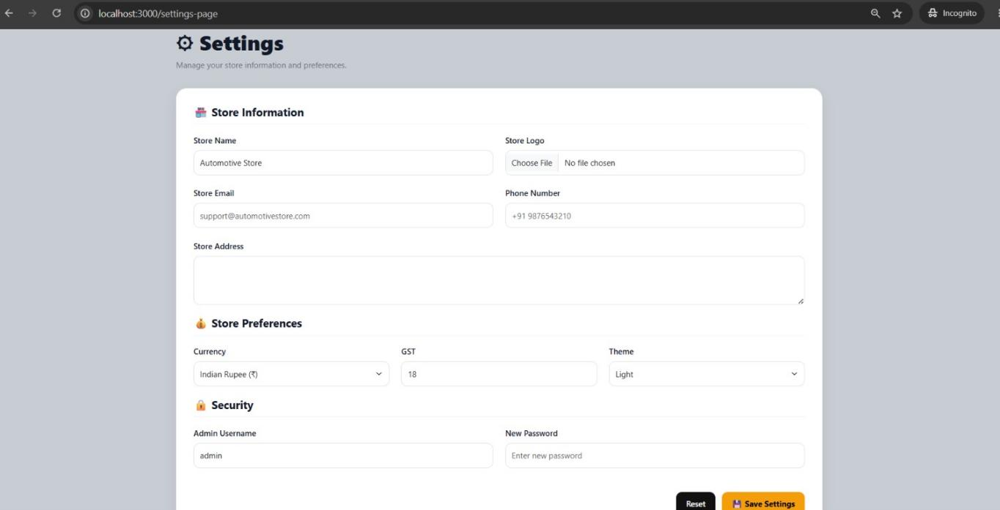 localhost:3000/settings-page
Incognito
Settings
Manage your store information and preferences.
Store Information
Store Name
Store Logo
Automotive Store
Choose File No file chosen
Store Email
Phone Number
support@automotivestore.com
+91 9876543210
Store Address
Store Preferences
Currency
GST
Theme
Indian Rupee (₹)
18
Light
Security
Admin Username
New Password
admin
Enter new password
Reset
Save Settings